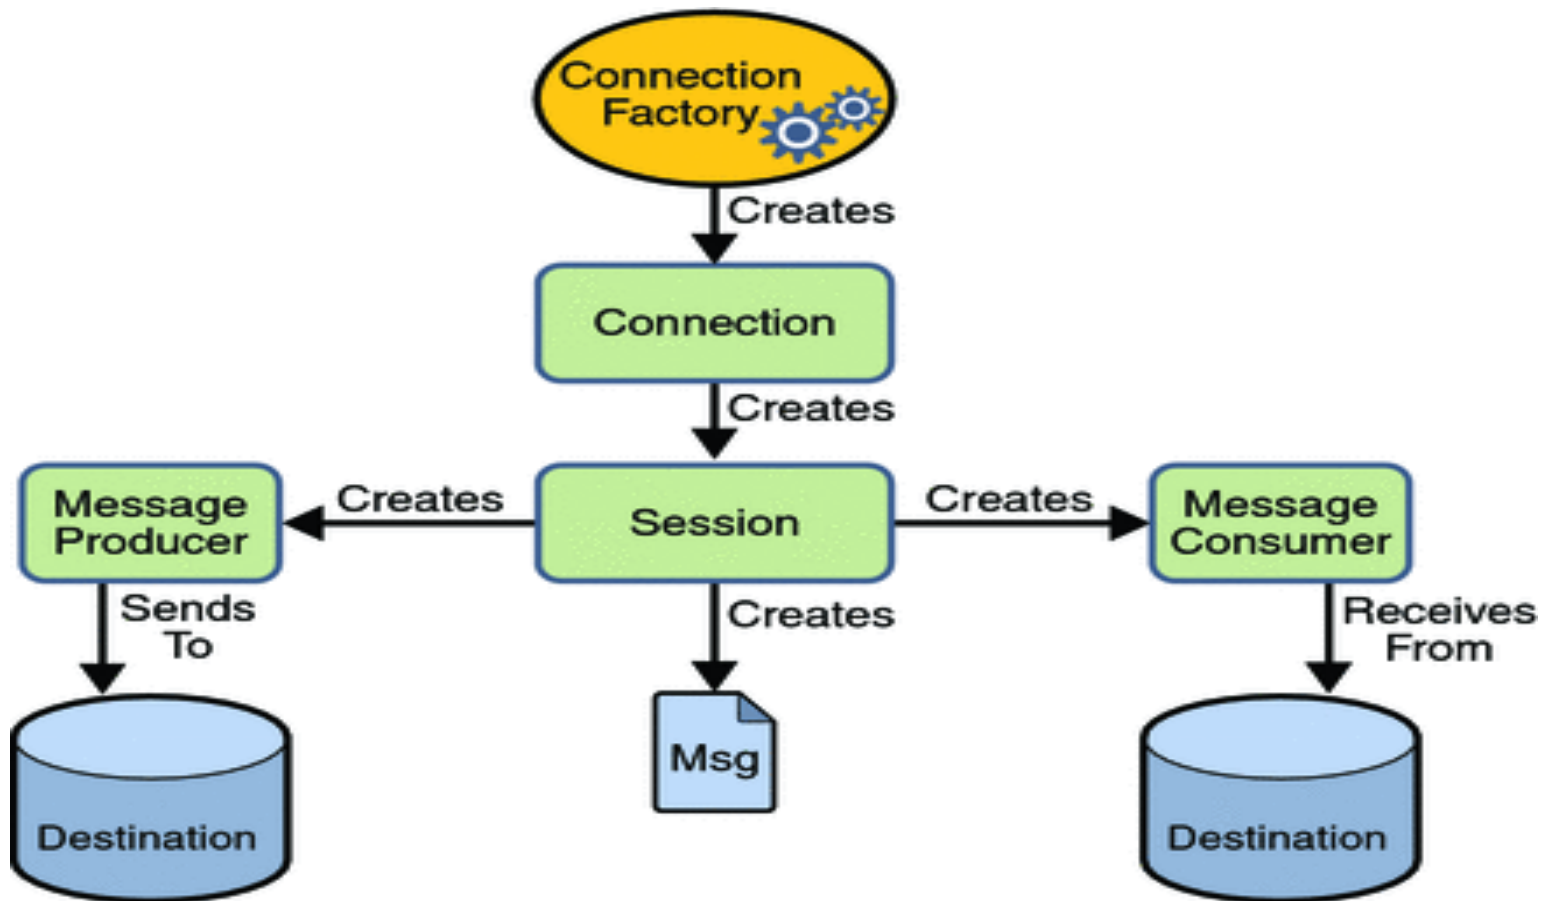 Connection
Factory
Creates
Connection
Creates
Message
Producer
Creates
Session
Creates
Message
Consumer
Sends
To
Creates
Receives
From
Destination
Msg
Destination